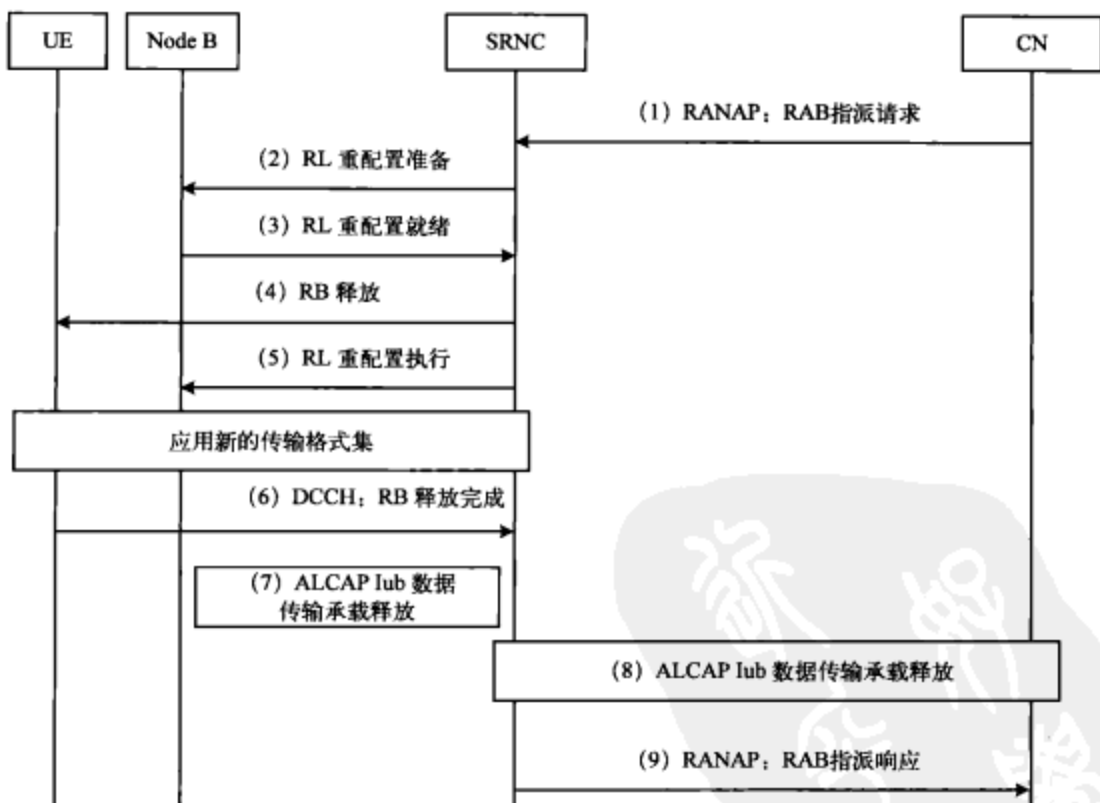 UE
Node B
SRNC
CN
(1) RANAP：RAB指派请求
(2) RL 重配置准备
(3) RL 重配置就绪
(4) RB 释放
(5) RL 重配置执行
应用新的传输格式集
(6) DCCH：RB 释放完成
(7) ALCAP Iub 数据
传输承载释放
(8) ALCAP Iub 数据传输承载释放
(9) RANAP：RAB指派响应